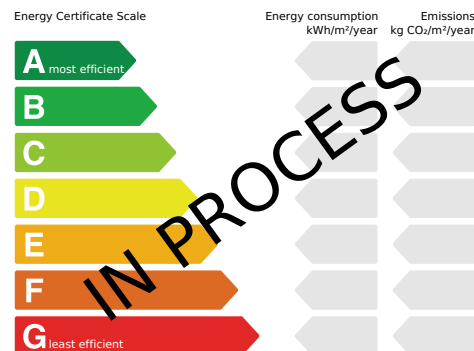 Energy Certificate Scale
Energy consumption
kWh/m²/year
Emissions
kg CO₂/m²/year
A most efficient
B
C
D
E
F
G least efficient
IN PROCESS